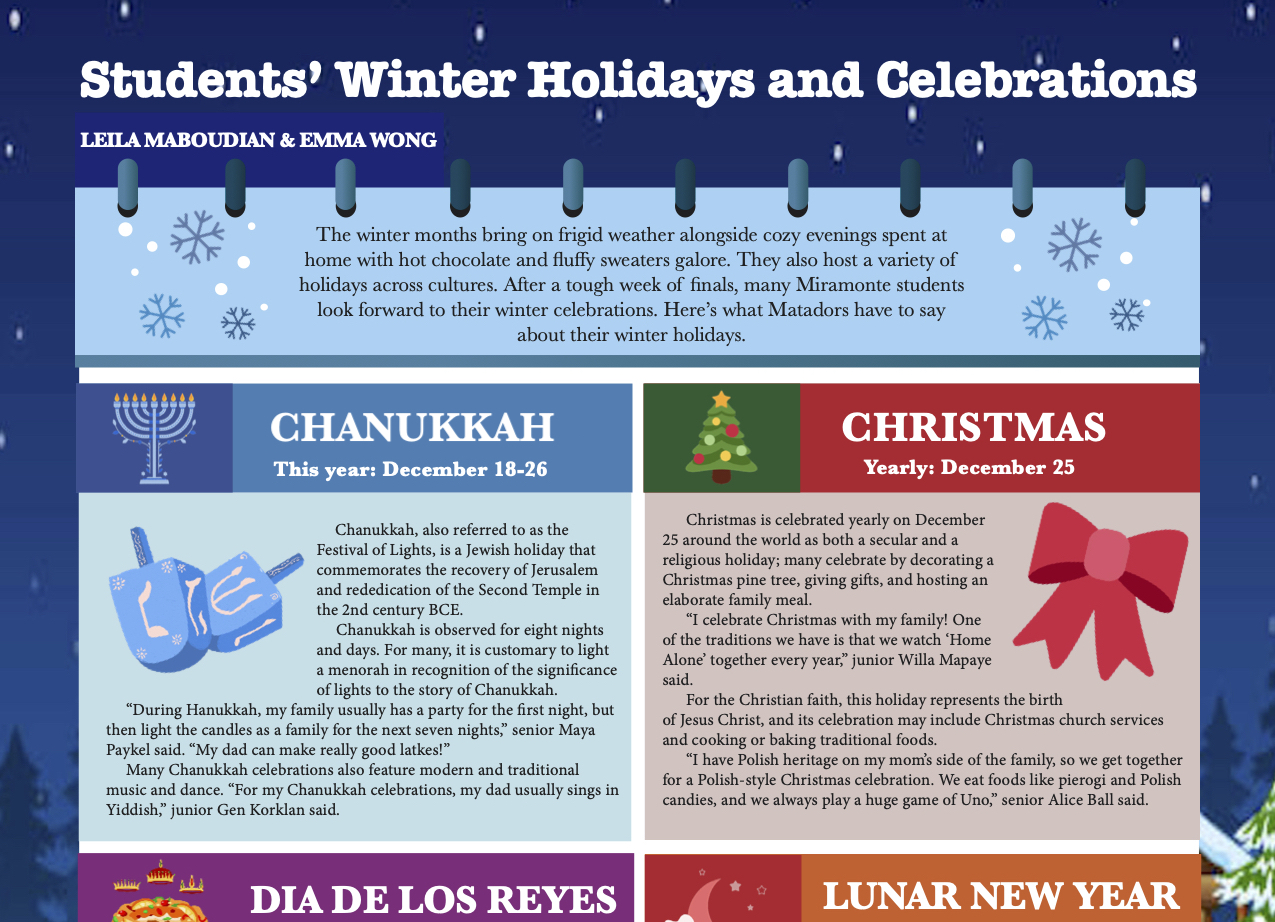 Students’ Winter Holidays and Celebrations
LEILA MABOUDIAN & EMMA WONG
The winter months bring on frigid weather alongside cozy evenings spent at
home with hot chocolate and fluffy sweaters galore. They also host a variety of
holidays across cultures. After a tough week of finals, many Miramonte students
look forward to their winter celebrations. Here’s what Matadors have to say
about their winter holidays.
CHANUKKAH
This year: December 18-26
Chanukkah, also referred to as the
Festival of Lights, is a Jewish holiday that
commemorates the recovery of Jerusalem
and rededication of the Second Temple in
the 2nd century BCE.
Chanukkah is observed for eight nights
and days. For many, it is customary to light
a menorah in recognition of the significance
of lights to the story of Chanukkah.
“During Hanukkah, my family usually has a party for the first night, but
then light the candles as a family for the next seven nights,” senior Maya
Paykel said. “My dad can make really good latkes!”
Many Chanukkah celebrations also feature modern and traditional
music and dance. “For my Chanukkah celebrations, my dad usually sings in
Yiddish,” junior Gen Korklan said.
CHRISTMAS
Yearly: December 25
Christmas is celebrated yearly on December
25 around the world as both a secular and a
religious holiday; many celebrate by decorating a
Christmas pine tree, giving gifts, and hosting an
elaborate family meal.
“I celebrate Christmas with my family! One
of the traditions we have is that we watch ‘Home
Alone’ together every year,” junior Willa Mapaye
said.
For the Christian faith, this holiday represents the birth
of Jesus Christ, and its celebration may include Christmas church services
and cooking or baking traditional foods.
“I have Polish heritage on my mom’s side of the family, so we get together
for a Polish-style Christmas celebration. We eat foods like pierogi and Polish
candies, and we always play a huge game of Uno,” senior Alice Ball said.
DIA DE LOS REYES
LUNAR NEW YEAR